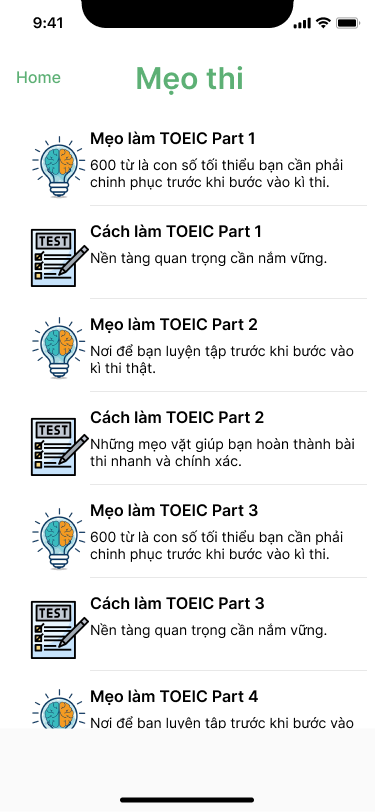 9:41
Home
Mẹo thi
Mẹo làm TOEIC Part 1
600 từ là con số tối thiểu bạn cần phải
chinh phục trước khi bước vào kì thi.
TEST
Cách làm TOEIC Part 1
Nền tàng quan trọng cần nắm vững.
Mẹo làm TOEIC Part 2
Nơi để bạn luyện tập trước khi bước vào
kì thi thật.
TEST
Cách làm TOEIC Part 2
Những mẹo vặt giúp bạn hoàn thành bài
thi nhanh và chính xác.
Mẹo làm TOEIC Part 3
600 từ là con số tối thiểu bạn cần phải
chinh phục trước khi bước vào kì thi.
TEST
Cách làm TOEIC Part 3
Nền tàng quan trọng cần nắm vững.
Mẹo làm TOEIC Part 4
Nơi để bạn luyện tập trước khi bước vào